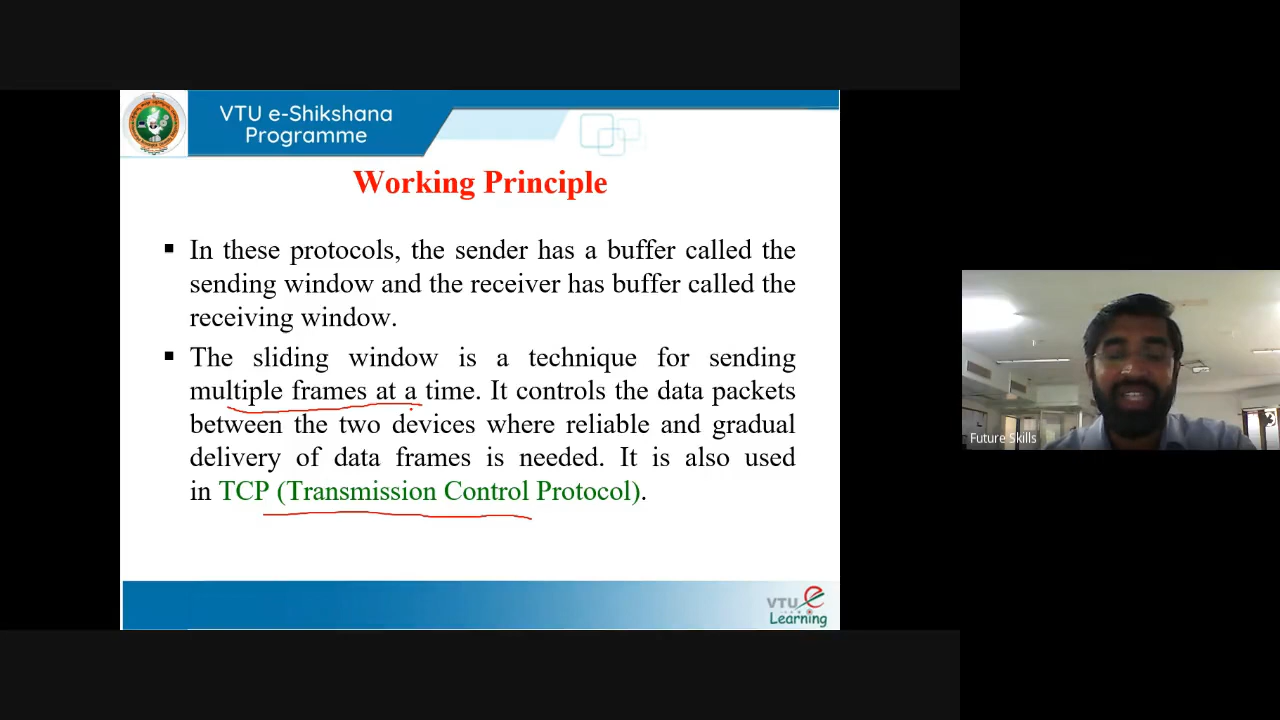 VTU e-Shikshana
Programme
Working Principle
▪ In these protocols, the sender has a buffer called the
sending window and the receiver has buffer called the
receiving window.
▪ The sliding window is a technique for sending
multiple frames at a time. It controls the data packets
between the two devices where reliable and gradual
delivery of data frames is needed. It is also used
in TCP (Transmission Control Protocol).
Future Skills
3
VTU e
Learning